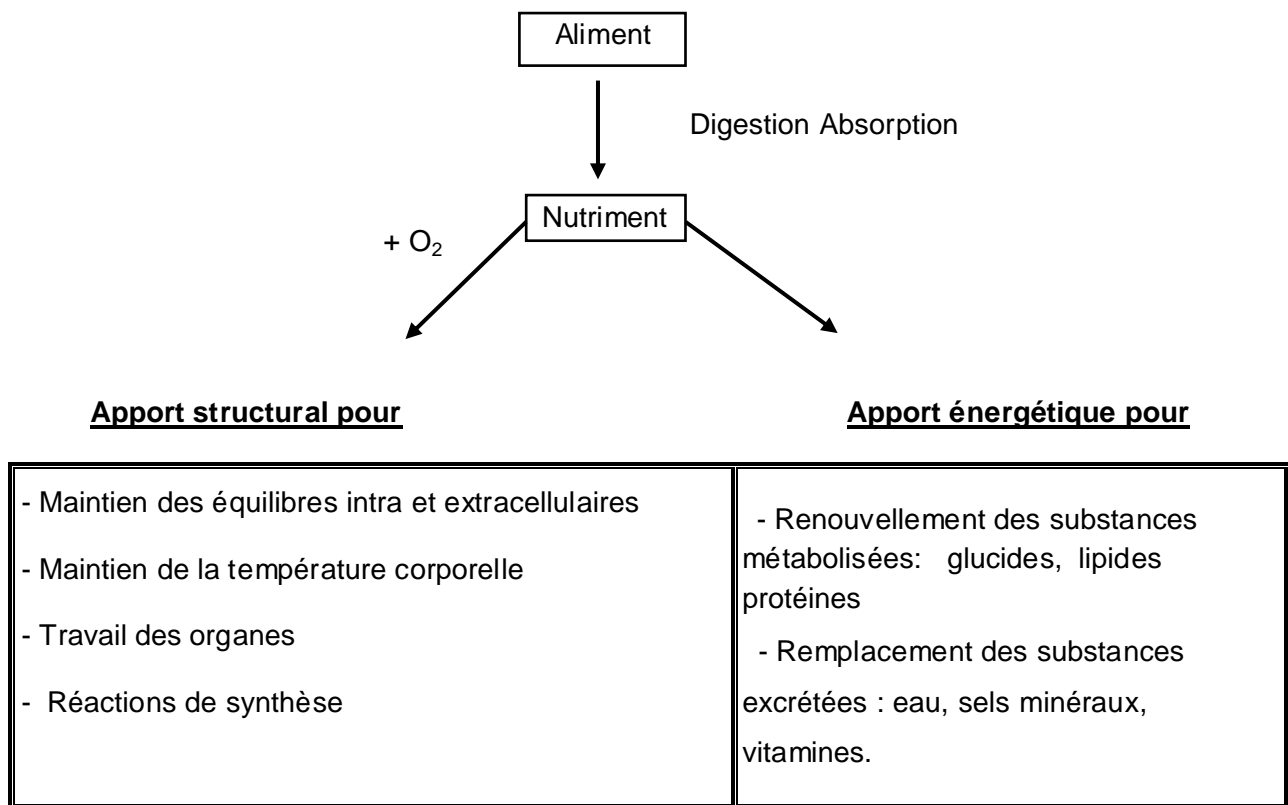 Aliment
Digestion Absorption
Nutriment
+ O₂
Apport structural pour
Apport énergétique pour
- Maintien des équilibres intra et extracellulaires
- Maintien de la température corporelle
- Travail des organes
- Réactions de synthèse
- Renouvellement des substances
métabolisées: glucides, lipides
protéines
- Remplacement des substances
excrétées : eau, sels minéraux,
vitamines.